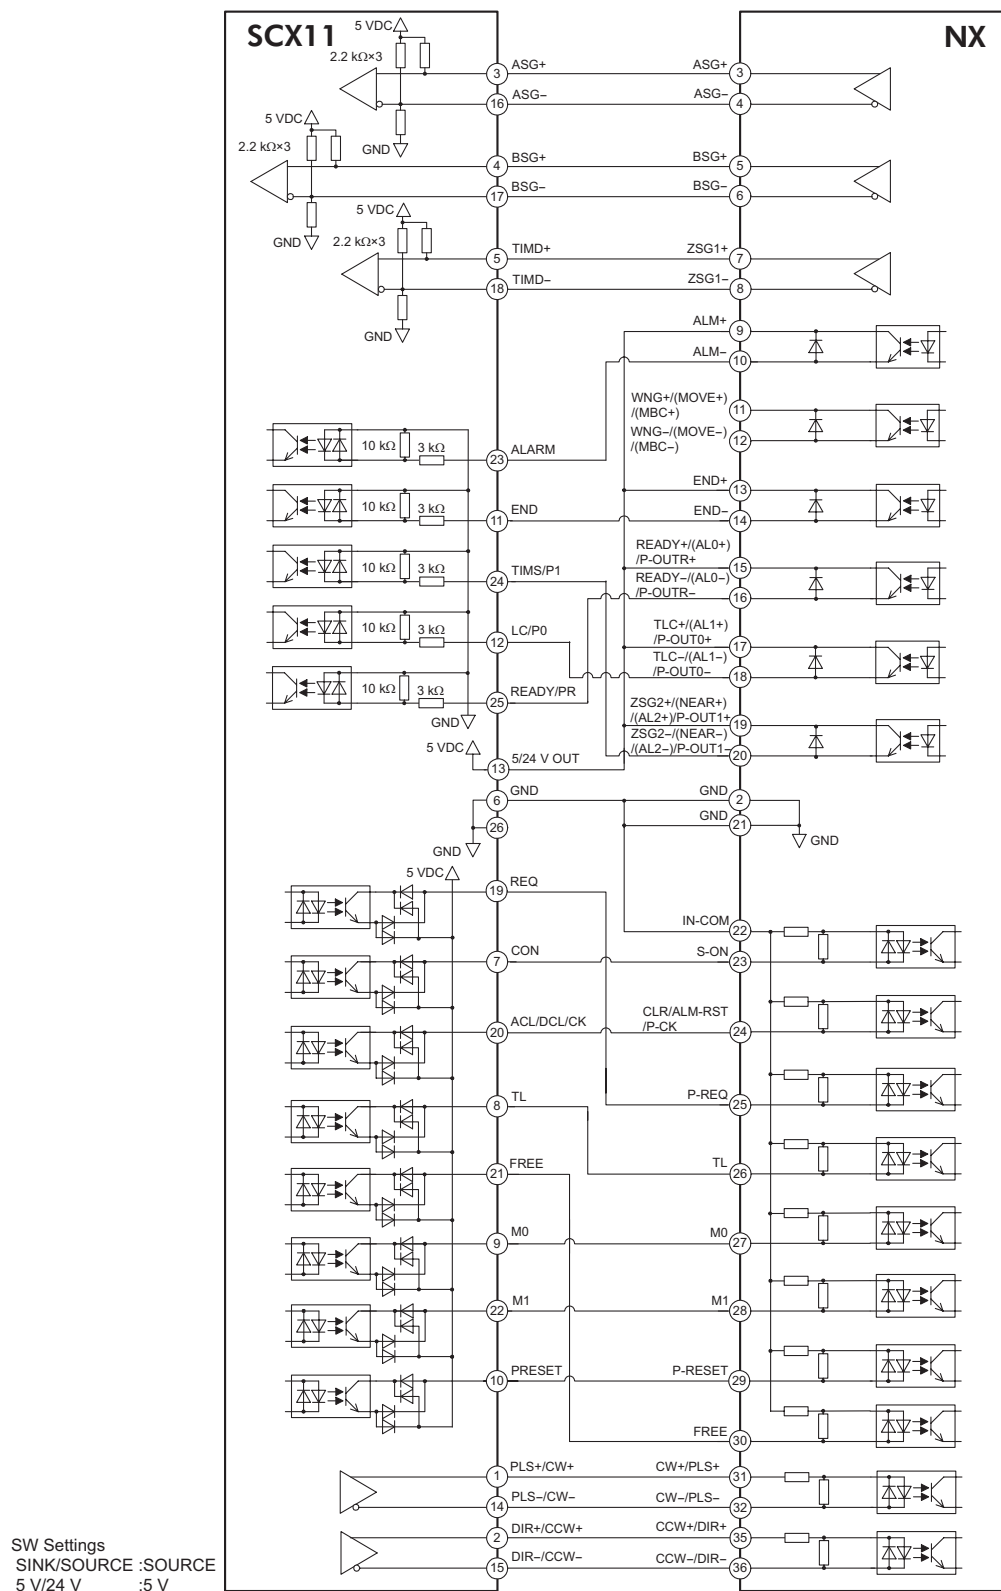 SCX11
NX
5 VDC
2.2 kΩ×3
3 ASG+ ASG+ 3
16 ASG− ASG− 4
5 VDC
GND
2.2 kΩ×3
4 BSG+ BSG+ 5
17 BSG− BSG− 6
5 VDC
GND
2.2 kΩ×3
5 TIMD+ ZSG1+ 7
18 TIMD− ZSG1− 8
GND
ALM+ 9
ALM− 10
WNG+/(MOVE+)
/(MBC+) 11
WNG−/(MOVE−)
/(MBC−) 12
10 kΩ 3 kΩ 23 ALARM
END+ 13
10 kΩ 3 kΩ 11 END END− 14
READY+/(AL0+)
/P-OUTR+ 15
10 kΩ 3 kΩ 24 TIMS/P1
READY−/(AL0−)
/P-OUTR− 16
TLC+/(AL1+)
/P-OUT0+ 17
10 kΩ 3 kΩ 12 LC/P0
TLC−/(AL1−)
/P-OUT0− 18
10 kΩ 3 kΩ 25 READY/PR
ZSG2+/(NEAR+)
/(AL2+)/P-OUT1+ 19
GND
ZSG2−/(NEAR−)
/(AL2−)/P-OUT1− 20
5 VDC
13 5/24 V OUT
6 GND GND 2
26 GND 21
GND
GND
5 VDC
19 REQ
IN-COM 22
7 CON S-ON 23
20 ACL/DCL/CK CLR/ALM-RST
/P-CK 24
8 TL P-REQ 25
21 FREE TL 26
9 M0 M0 27
22 M1 M1 28
10 PRESET P-RESET 29
FREE 30
1 PLS+/CW+ CW+/PLS+ 31
14 PLS−/CW− CW−/PLS− 32
2 DIR+/CCW+ CCW+/DIR+ 35
15 DIR−/CCW− CCW−/DIR− 36
SW Settings
SINK/SOURCE :SOURCE
5 V/24 V :5 V